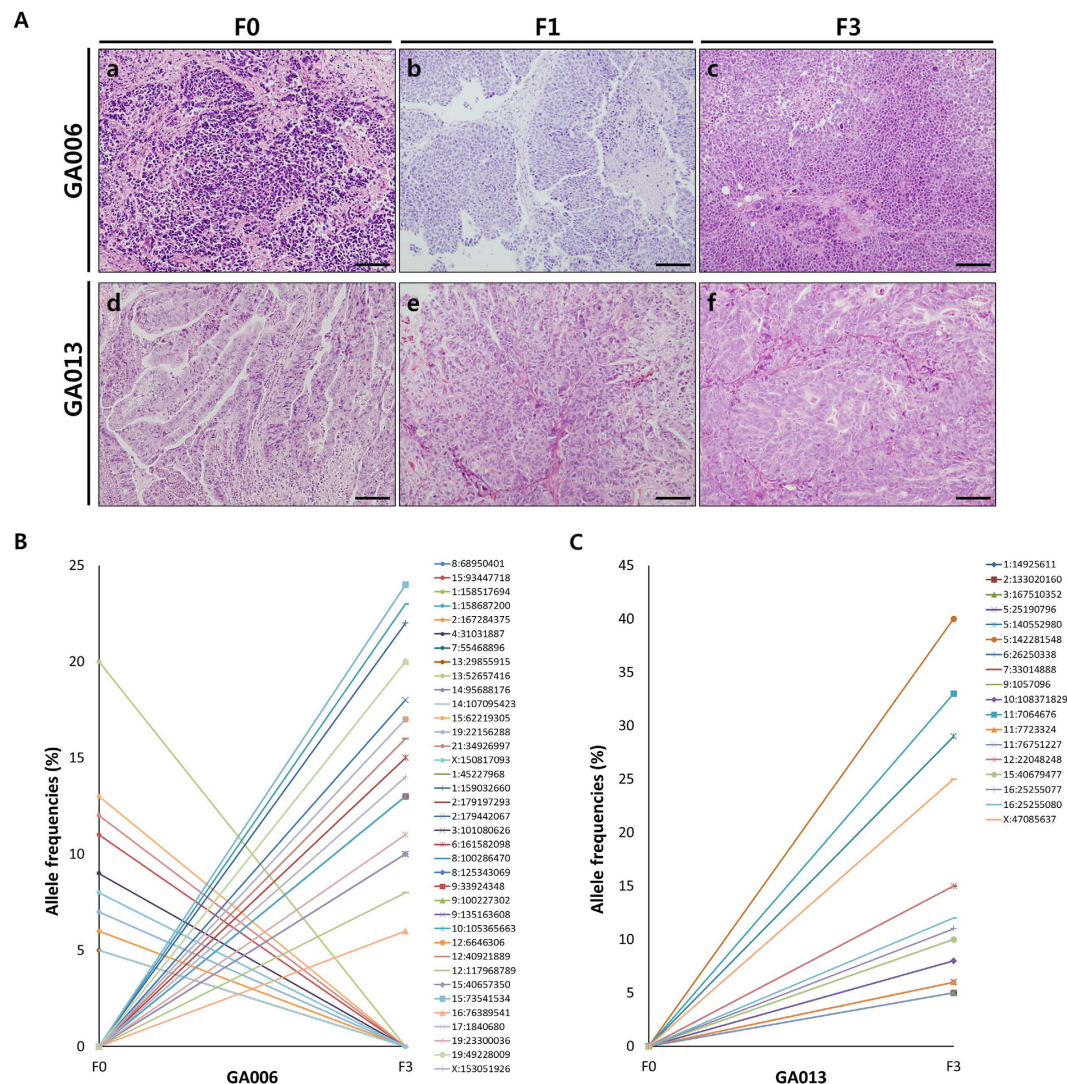 A
F0
F1
F3
GA006
a
b
c
GA013
d
e
f
B
25
20
15
10
5
0
Allele frequencies (%)
F0
F3
GA006
8:68950401
15:93447718
1:158517694
1:158687200
2:167284375
4:31031887
7:55468896
13:29855915
13:52657416
14:95688176
14:107095423
15:62219305
19:22156288
21:34926997
X:150817093
1:45227968
1:159032660
2:179197293
2:179442067
3:101080626
6:161582098
8:100286470
8:125343069
9:33924348
9:100227302
9:135163608
10:105365663
12:6646306
12:40921889
12:117968789
15:40657350
15:73541534
16:76389541
17:1840680
19:23300036
19:49228009
X:153051926
C
45
40
35
30
25
20
15
10
5
0
Allele frequencies (%)
F0
F3
GA013
1:14925611
2:133020160
3:167510352
5:25190796
5:140552980
5:142281548
6:26250338
7:33014888
9:1057096
10:108371829
11:7064676
11:7723324
11:76751227
12:22048248
15:40679477
16:25255077
16:25255080
X:47085637